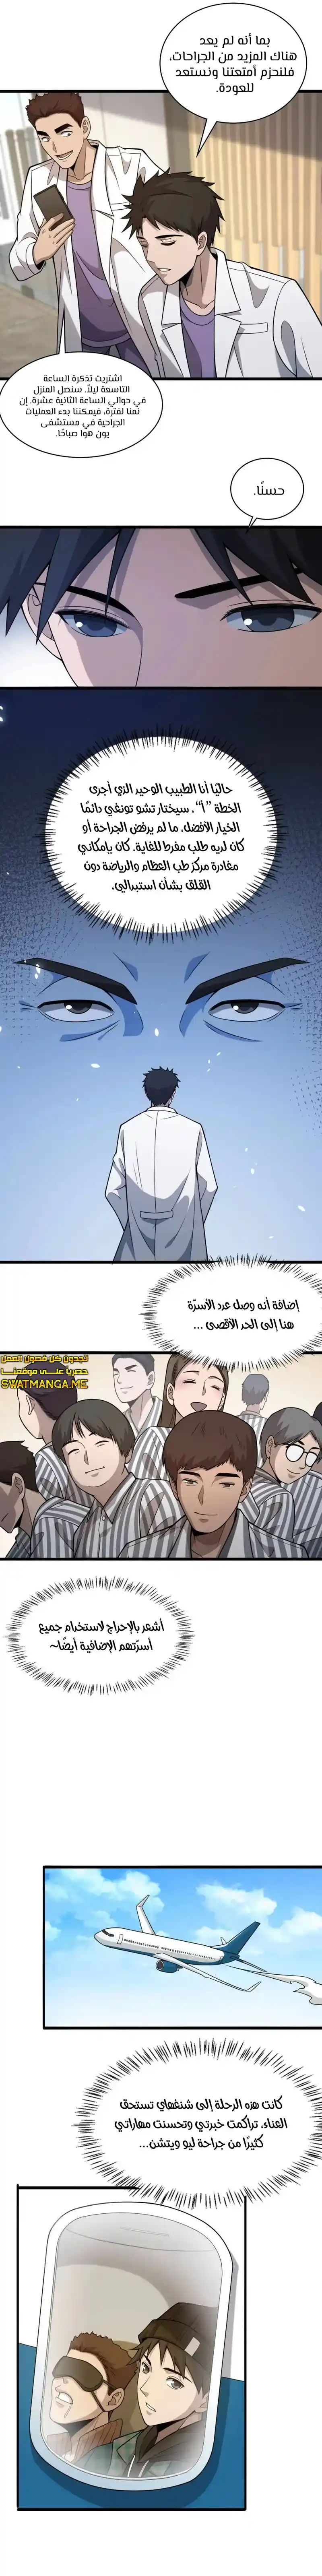 بما أنه لم يعد
هناك المزيد من الجراحات،
فلنحزم أمتعتنا ونستعد
للعودة.
اشتريت تذكرة الساعة
التاسعة ليلاً. سنصل المنزل
في حوالي الساعة الثانية عشرة. إن
نمنا لفترة، فيمكننا بدء العمليات
الجراحية في مستشفى
يون هوا صباحًا.
حسنًا.
حاليًا أنا الطبيب الوحيد الذي أجرى
الخطة "أ"، سيختار تشو تونغي دائمًا
الخيار الأفضل، ما لم يرفض الجراحة أو
كان لديه طلب مفرط للغاية. كان بإمكاني
مغادرة مركز طب العظام والرياضة دون
القلق بشأن استبدالي.
إضافة أنه وصل عدد الأسرّة
هنا إلى الحد الأقصى ...
تجدون كل فصول العمل
حصريا على موقعنا
SWATMANGA.ME
أشعر بالإحراج لاستخدام جميع
أسرّتهم الإضافية أيضًا~
كانت هذه الرحلة إلى شنغهاي تستحق
العناء، تراكمت خبرتي وتحسنت مهاراتي
كثيرًا من جراحة ليو ويتشن...